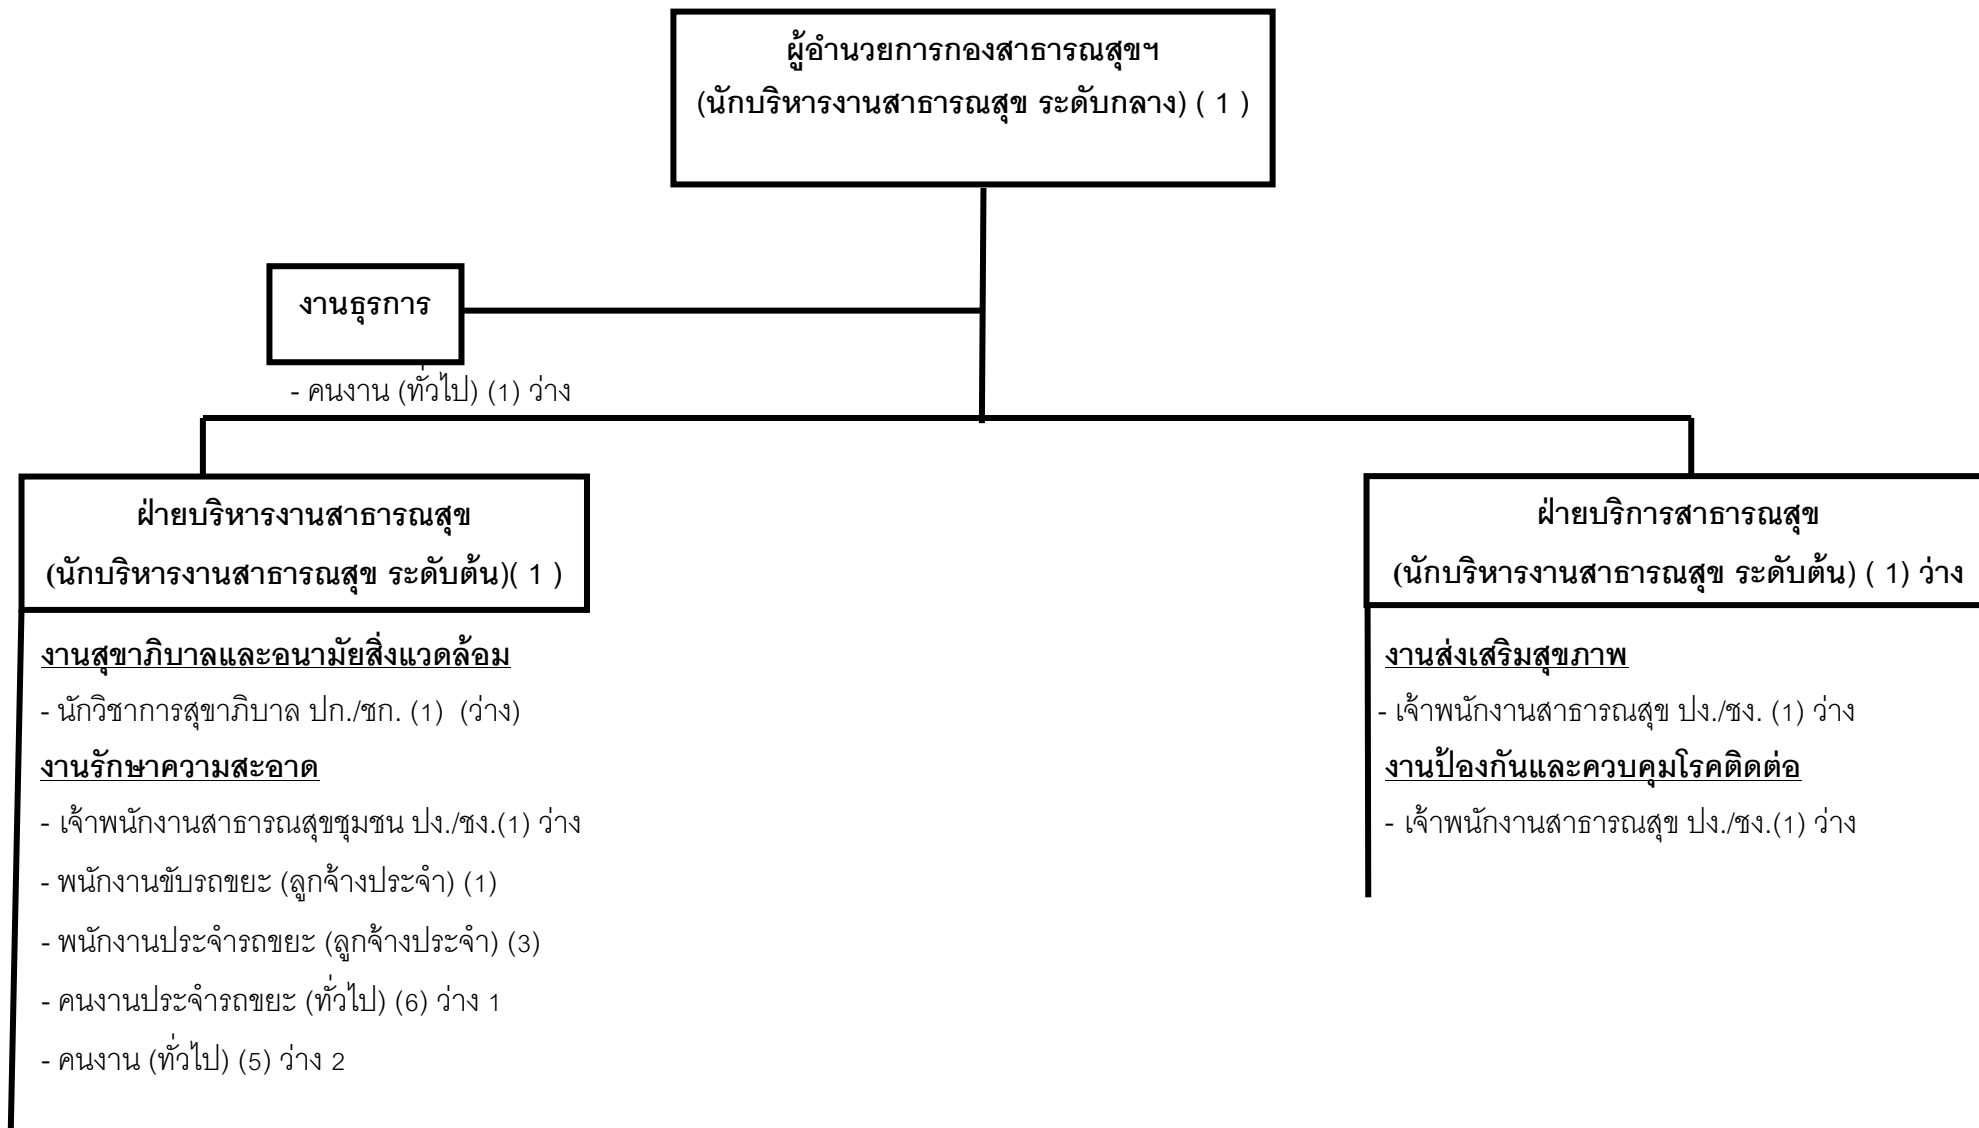 ผู้อำนวยการกองสาธารณสุขฯ
(นักบริหารงานสาธารณสุข ระดับกลาง) ( 1 )
งานธุรการ
- คนงาน (ทั่วไป) (1) ว่าง
ฝ่ายบริหารงานสาธารณสุข
(นักบริหารงานสาธารณสุข ระดับต้น)( 1 )
งานสุขาภิบาลและอนามัยสิ่งแวดล้อม
- นักวิชาการสุขาภิบาล ปก./ชก. (1) (ว่าง)
งานรักษาความสะอาด
- เจ้าพนักงานสาธารณสุขชุมชน ปง./ชง.(1) ว่าง
- พนักงานขับรถขยะ (ลูกจ้างประจำ) (1)
- พนักงานประจำรถขยะ (ลูกจ้างประจำ) (3)
- คนงานประจำรถขยะ (ทั่วไป) (6) ว่าง 1
- คนงาน (ทั่วไป) (5) ว่าง 2
ฝ่ายบริการสาธารณสุข
(นักบริหารงานสาธารณสุข ระดับต้น) ( 1) ว่าง
งานส่งเสริมสุขภาพ
- เจ้าพนักงานสาธารณสุข ปง./ชง. (1) ว่าง
งานป้องกันและควบคุมโรคติดต่อ
- เจ้าพนักงานสาธารณสุข ปง./ชง.(1) ว่าง